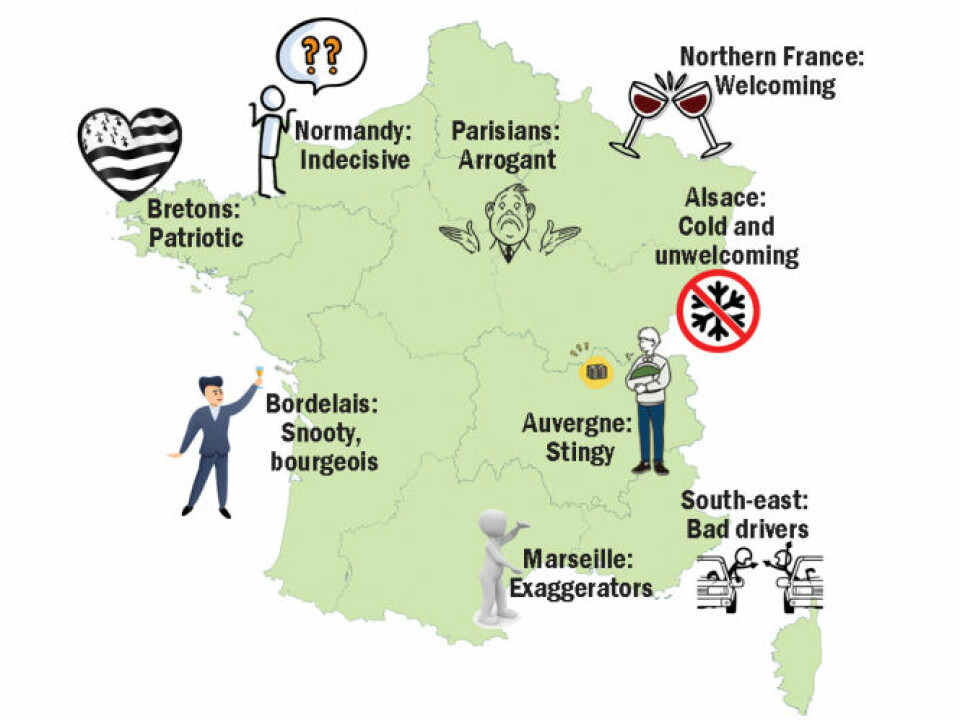 ??
Northern France:
Welcoming
Normandy:
Indecisive
Parisians:
Arrogant
Bretons:
Patriotic
Alsace:
Cold and
unwelcoming
Bordelais:
Snooty,
bourgeois
Auvergne:
Stingy
South-east:
Bad drivers
Marseille:
Exaggerators